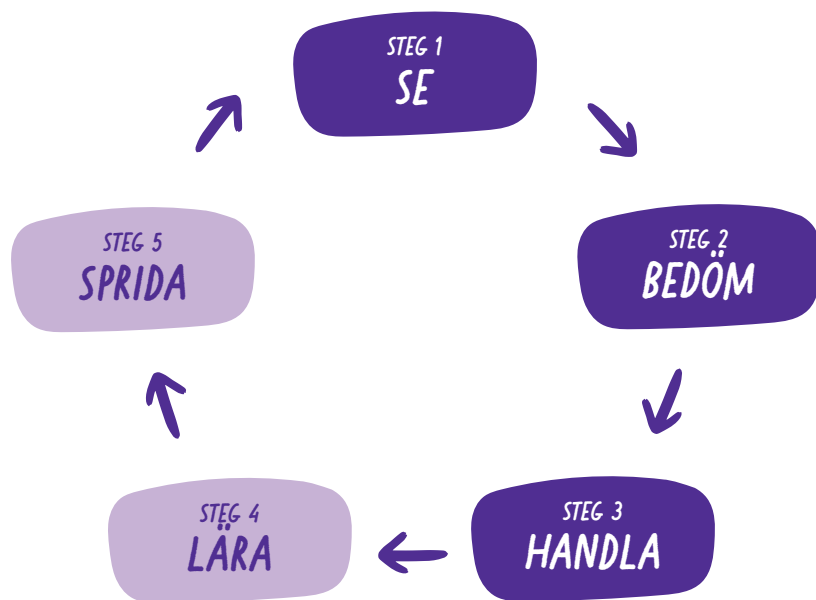 STEG 1
SE
STEG 2
BEDÖM
STEG 3
HANDLA
STEG 4
LÄRA
STEG 5
SPRIDA